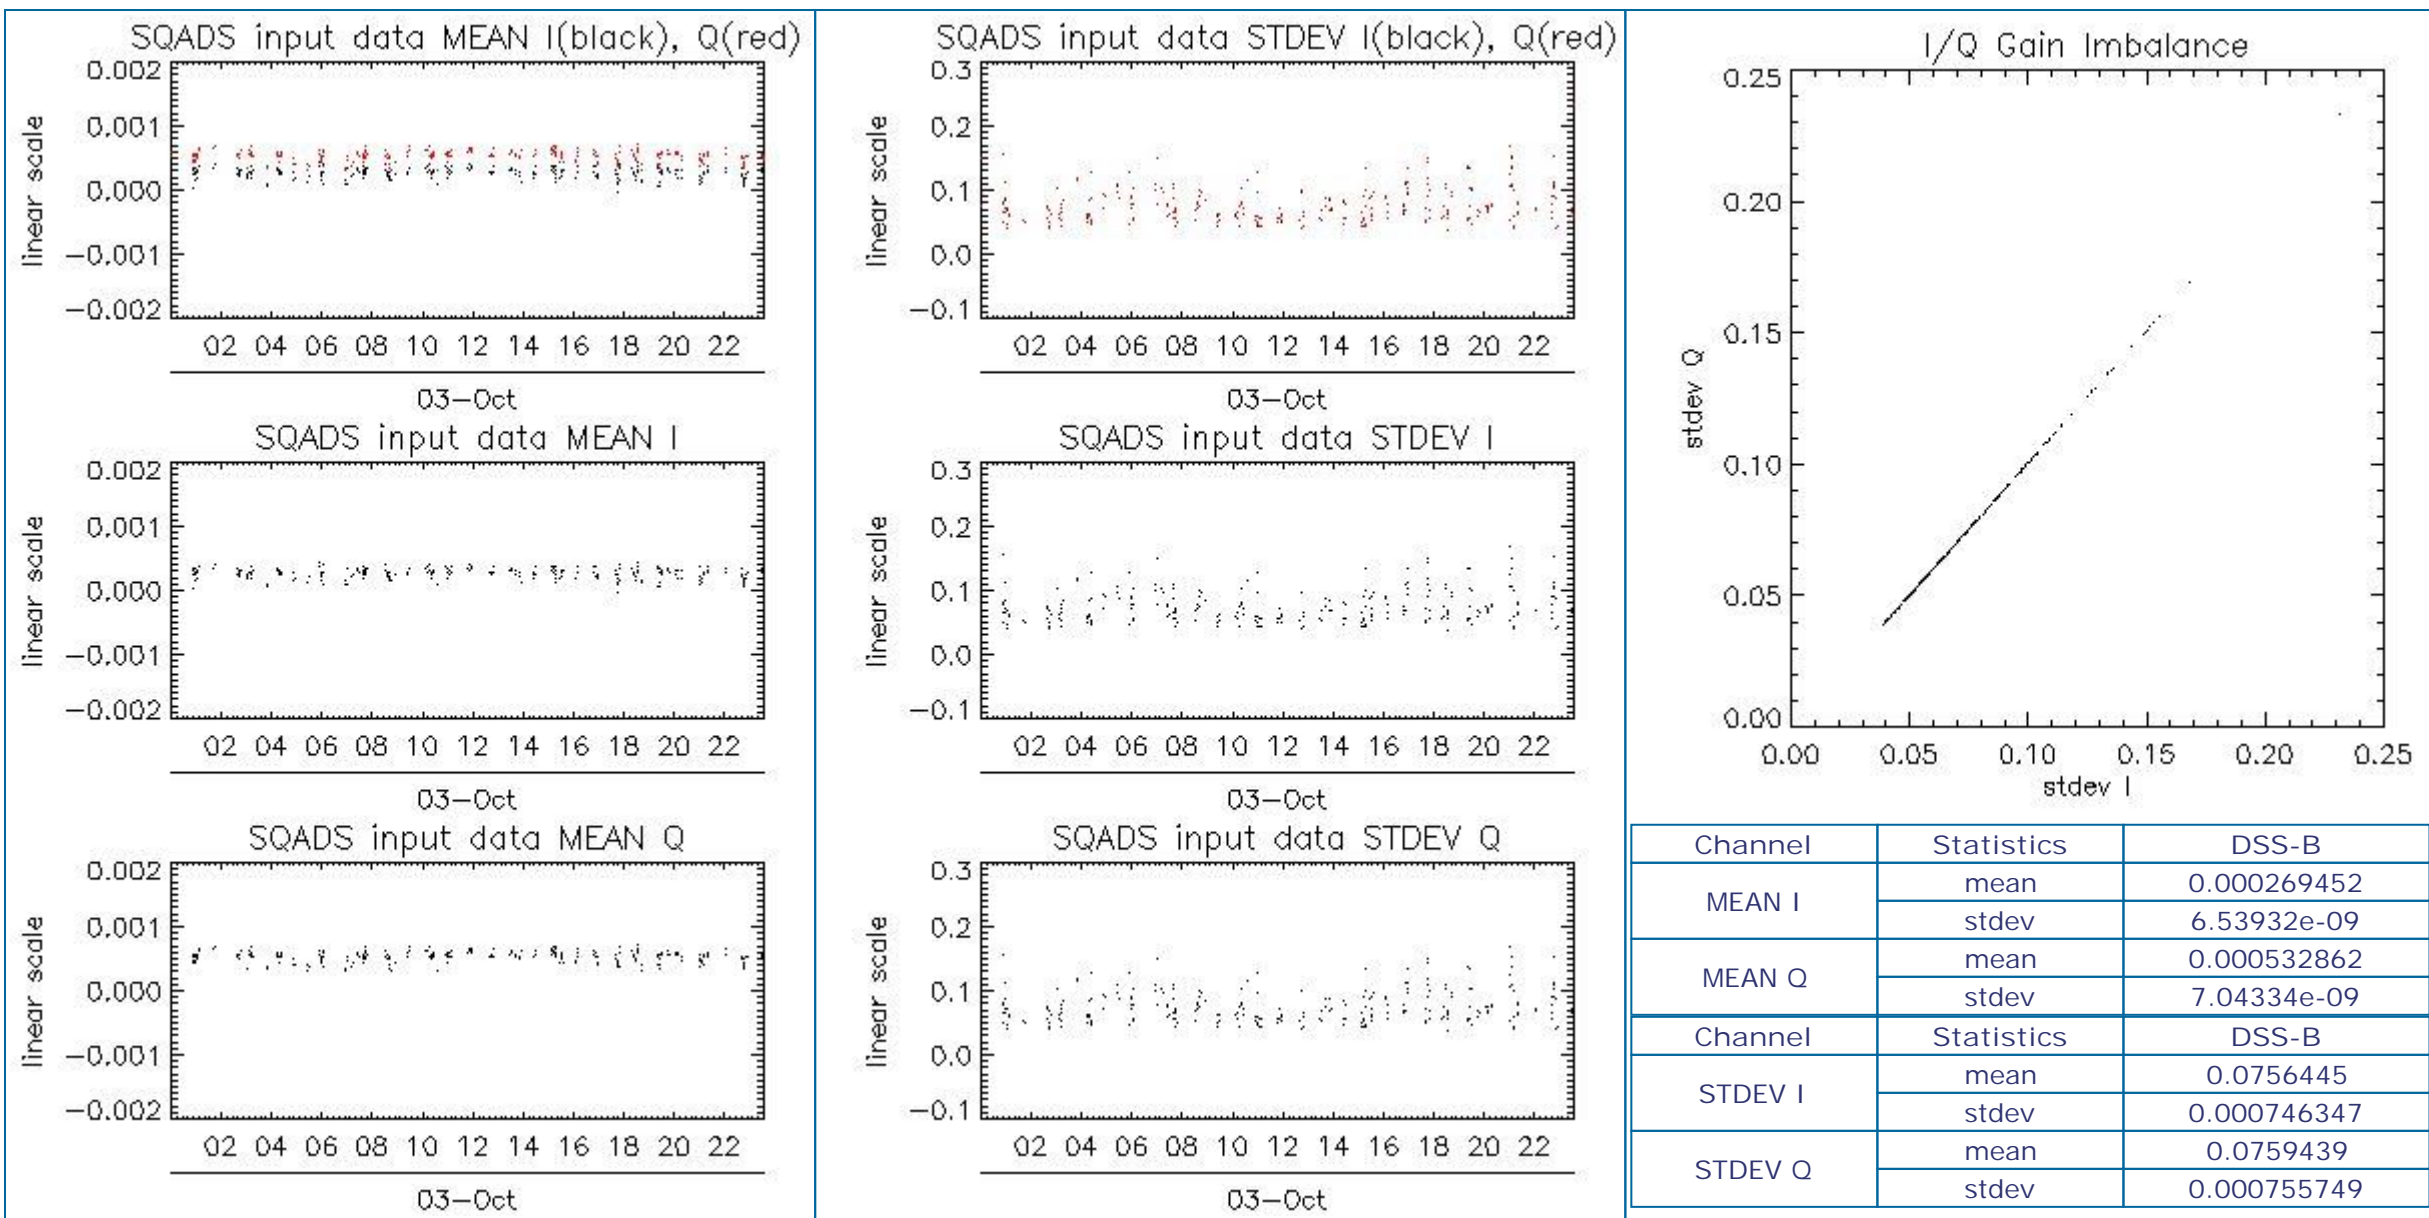 SQADS input data MEAN I(black), Q(red)
0.002
0.001
0.000
-0.001
-0.002
linear scale
02 04 06 08 10 12 14 16 18 20 22
03-Oct
SQADS input data MEAN I
0.002
0.001
0.000
-0.001
-0.002
linear scale
02 04 06 08 10 12 14 16 18 20 22
03-Oct
SQADS input data MEAN Q
0.002
0.001
0.000
-0.001
-0.002
linear scale
02 04 06 08 10 12 14 16 18 20 22
03-Oct
SQADS input data STDEV I(black), Q(red)
0.3
0.2
0.1
0.0
-0.1
linear scale
02 04 06 08 10 12 14 16 18 20 22
03-Oct
SQADS input data STDEV I
0.3
0.2
0.1
0.0
-0.1
linear scale
02 04 06 08 10 12 14 16 18 20 22
03-Oct
SQADS input data STDEV Q
0.3
0.2
0.1
0.0
-0.1
linear scale
02 04 06 08 10 12 14 16 18 20 22
03-Oct
I/Q Gain Imbalance
0.25
0.20
0.15
0.10
0.05
0.00
stdev Q
0.00 0.05 0.10 0.15 0.20 0.25
stdev I
Channel Statistics DSS-B
MEAN I mean 0.000269452
stdev 6.53932e-09
MEAN Q mean 0.000532862
stdev 7.04334e-09
Channel Statistics DSS-B
STDEV I mean 0.0756445
stdev 0.000746347
STDEV Q mean 0.0759439
stdev 0.000755749